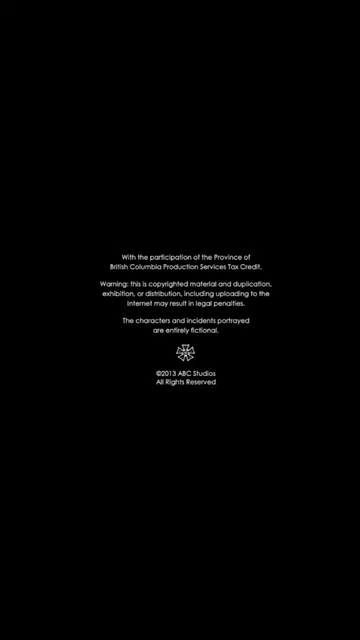 With the participation of the Province of
British Columbia Production Services Tax Credit.
Warning: this is copyrighted material and duplication,
exhibition, or distribution, including uploading to the
Internet may result in legal penalties.
The characters and incidents portrayed
are entirely fictional.
©2013 ABC Studios
All Rights Reserved